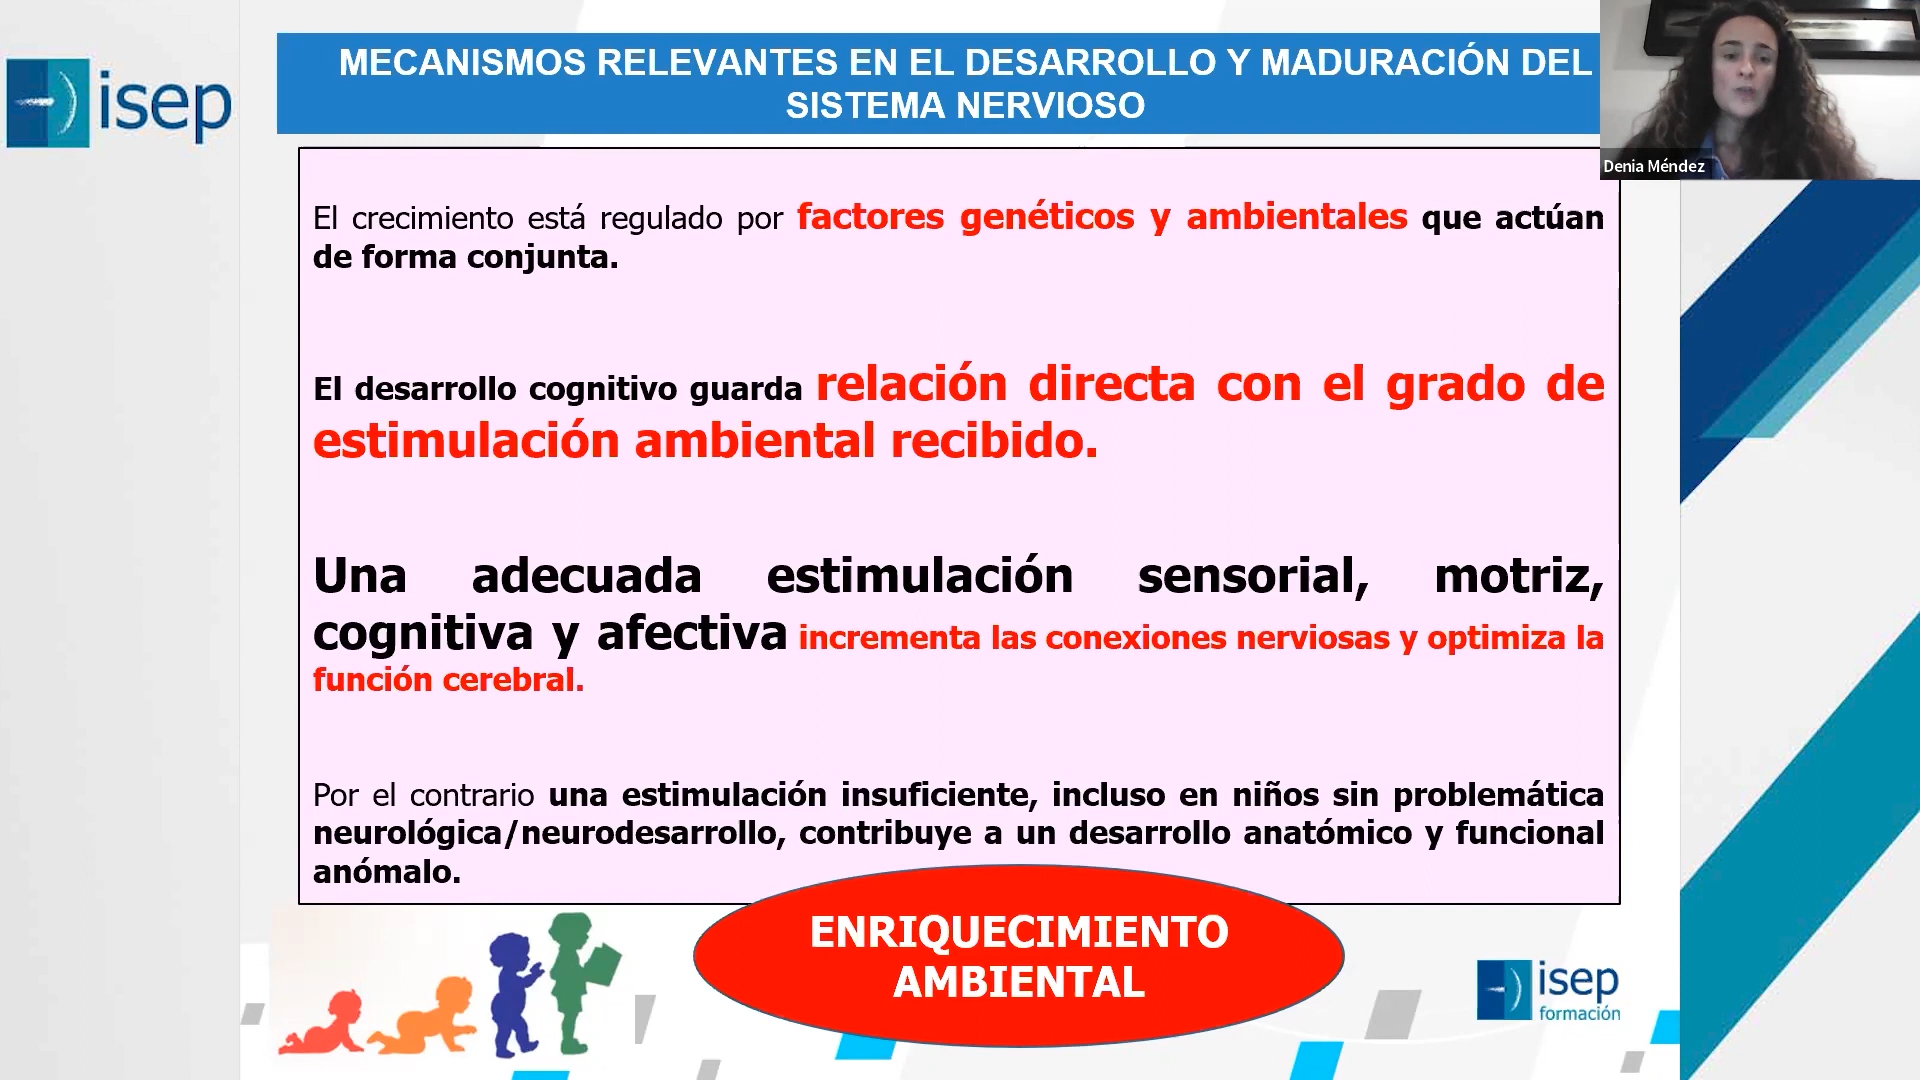 isep
MECANISMOS RELEVANTES EN EL DESARROLLO Y MADURACIÓN DEL
SISTEMA NERVIOSO
Denia Méndez
El crecimiento está regulado por factores genéticos y ambientales que actúan
de forma conjunta.
El desarrollo cognitivo guarda relación directa con el grado de
estimulación ambiental recibido.
Una adecuada estimulación sensorial, motriz,
cognitiva y afectiva incrementa las conexiones nerviosas y optimiza la
función cerebral.
Por el contrario una estimulación insuficiente, incluso en niños sin problemática
neurológica/neurodesarrollo, contribuye a un desarrollo anatómico y funcional
anómalo.
ENRIQUECIMIENTO
AMBIENTAL
isep
formación